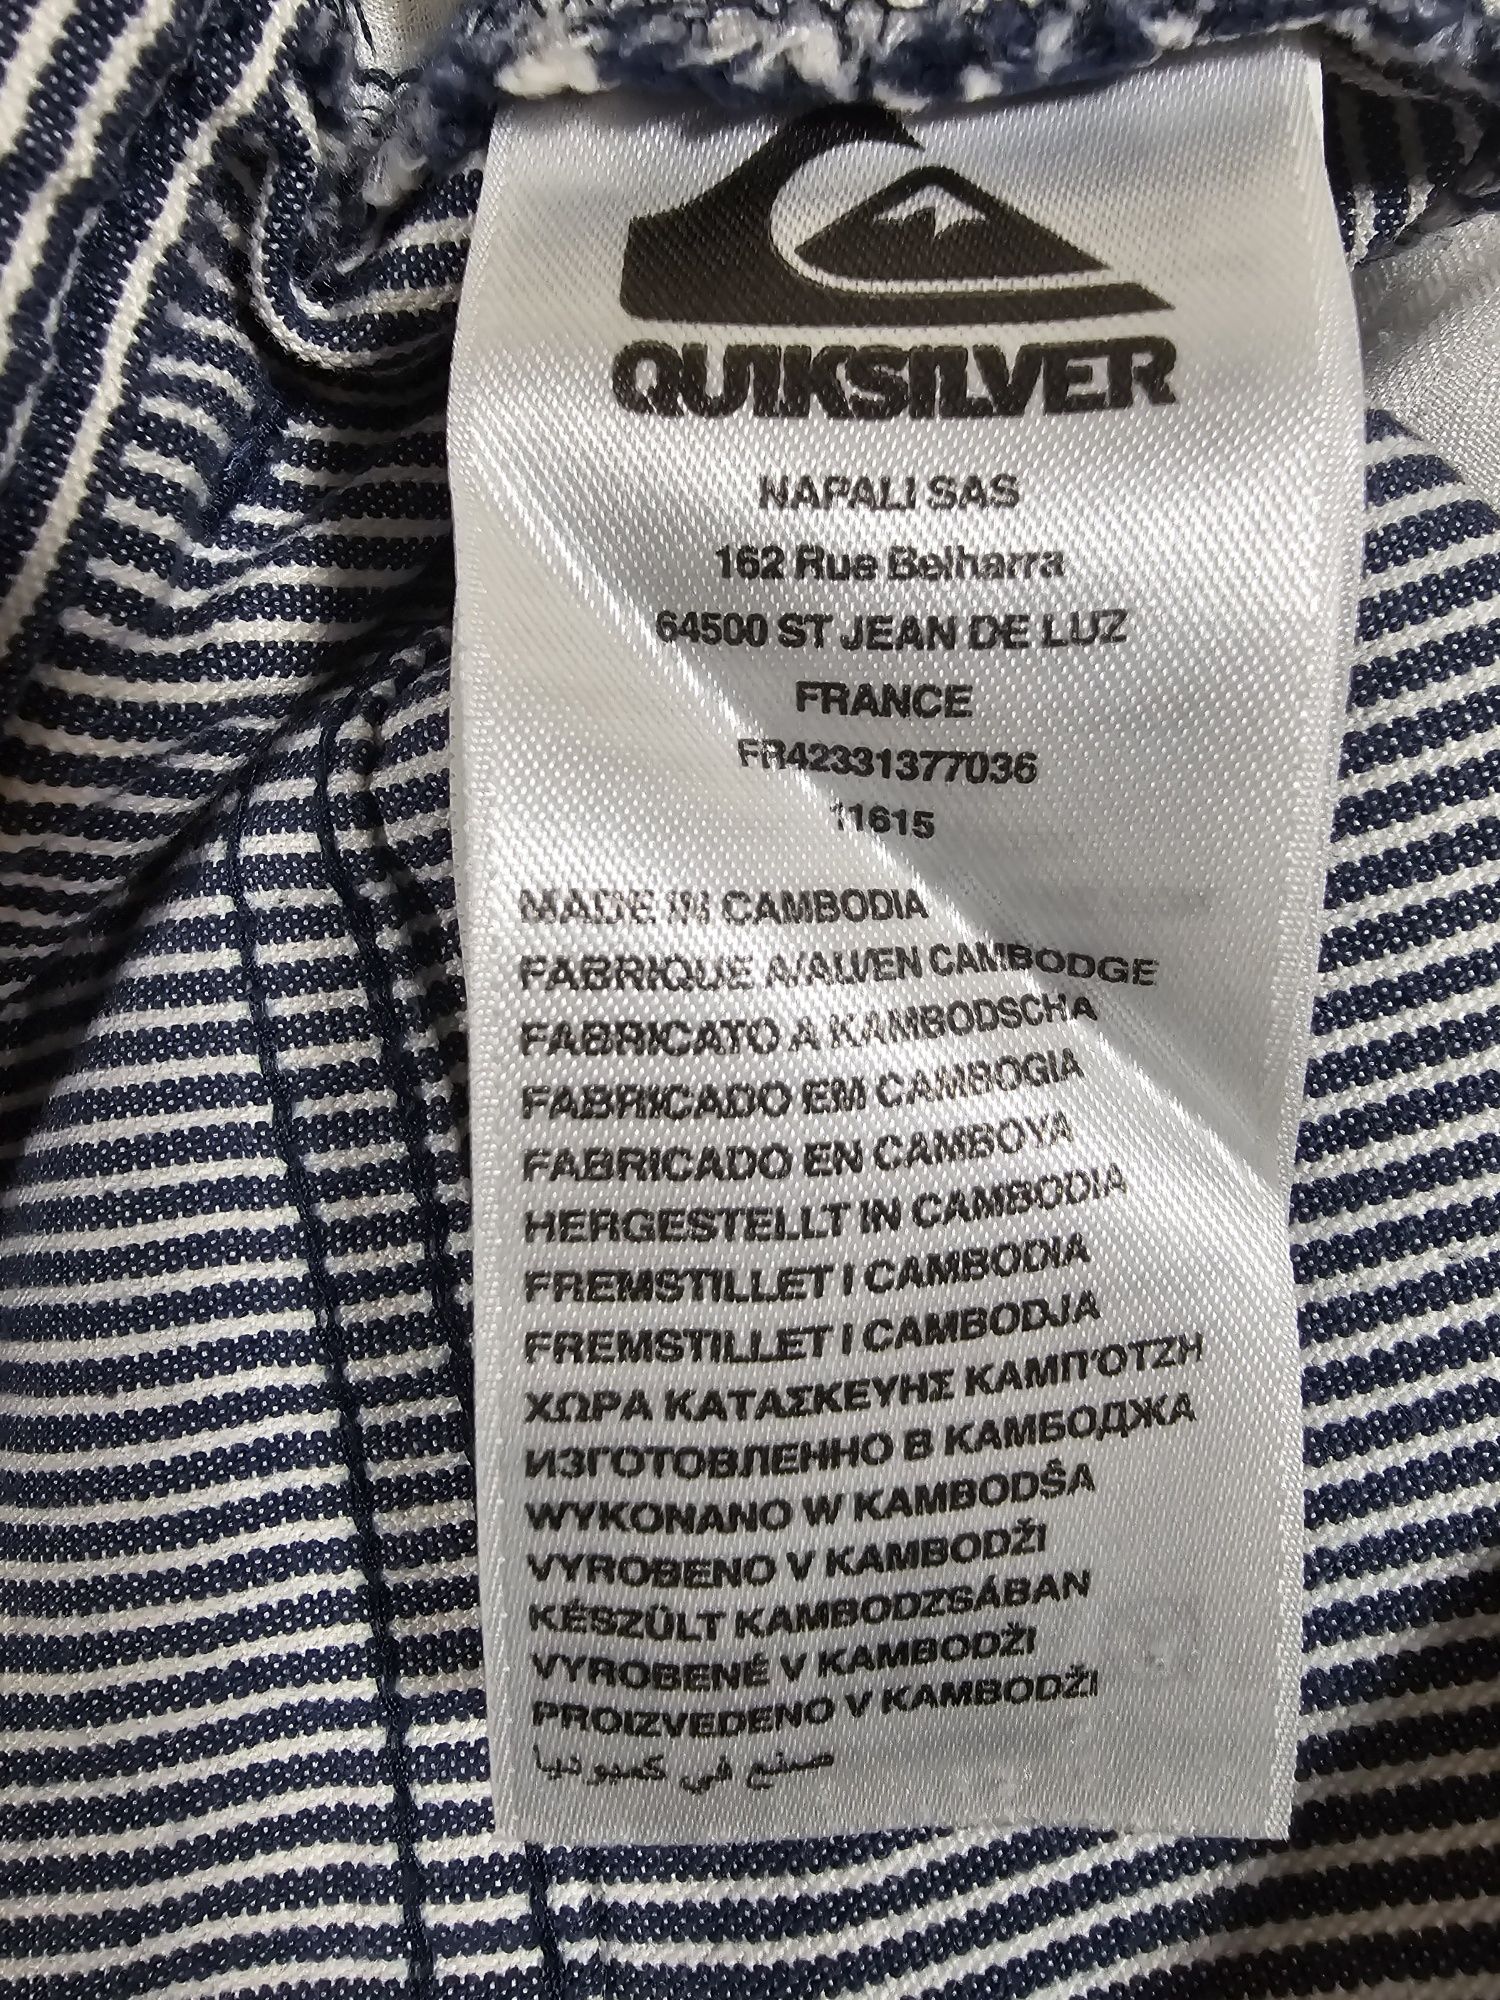 QUIKSILVER
NAPALI SAS
162 Rue Belharra
64500 ST JEAN DE LUZ
FRANCE
FR42331377036
11615
MADE IN CAMBODIA
FABRIQUE A/AU/EN CAMBODGE
FABRICATO A KAMBODSCHA
FABRICADO EM CAMBOGIA
FABRICADO EN CAMBOYA
HERGESTELLT IN CAMBODIA
FREMSTILLET I CAMBODIA
FREMSTILLET I CAMBODJA
ΧΩΡΑ ΚΑΤΑΣΚΕΥΗΣ ΚΑΜΠΌΤΖΗ
ИЗГОТОВЛЕННО В КАМБОДЖА
WYKONANO W KAMBODŠA
VYROBENO V KAMBODŽI
KÉSZÜLT KAMBODZSÁBAN
VYROBENÉ V KAMBODŽI
PROIZVEDENO V KAMBODŽI
صنع في كمبوديا